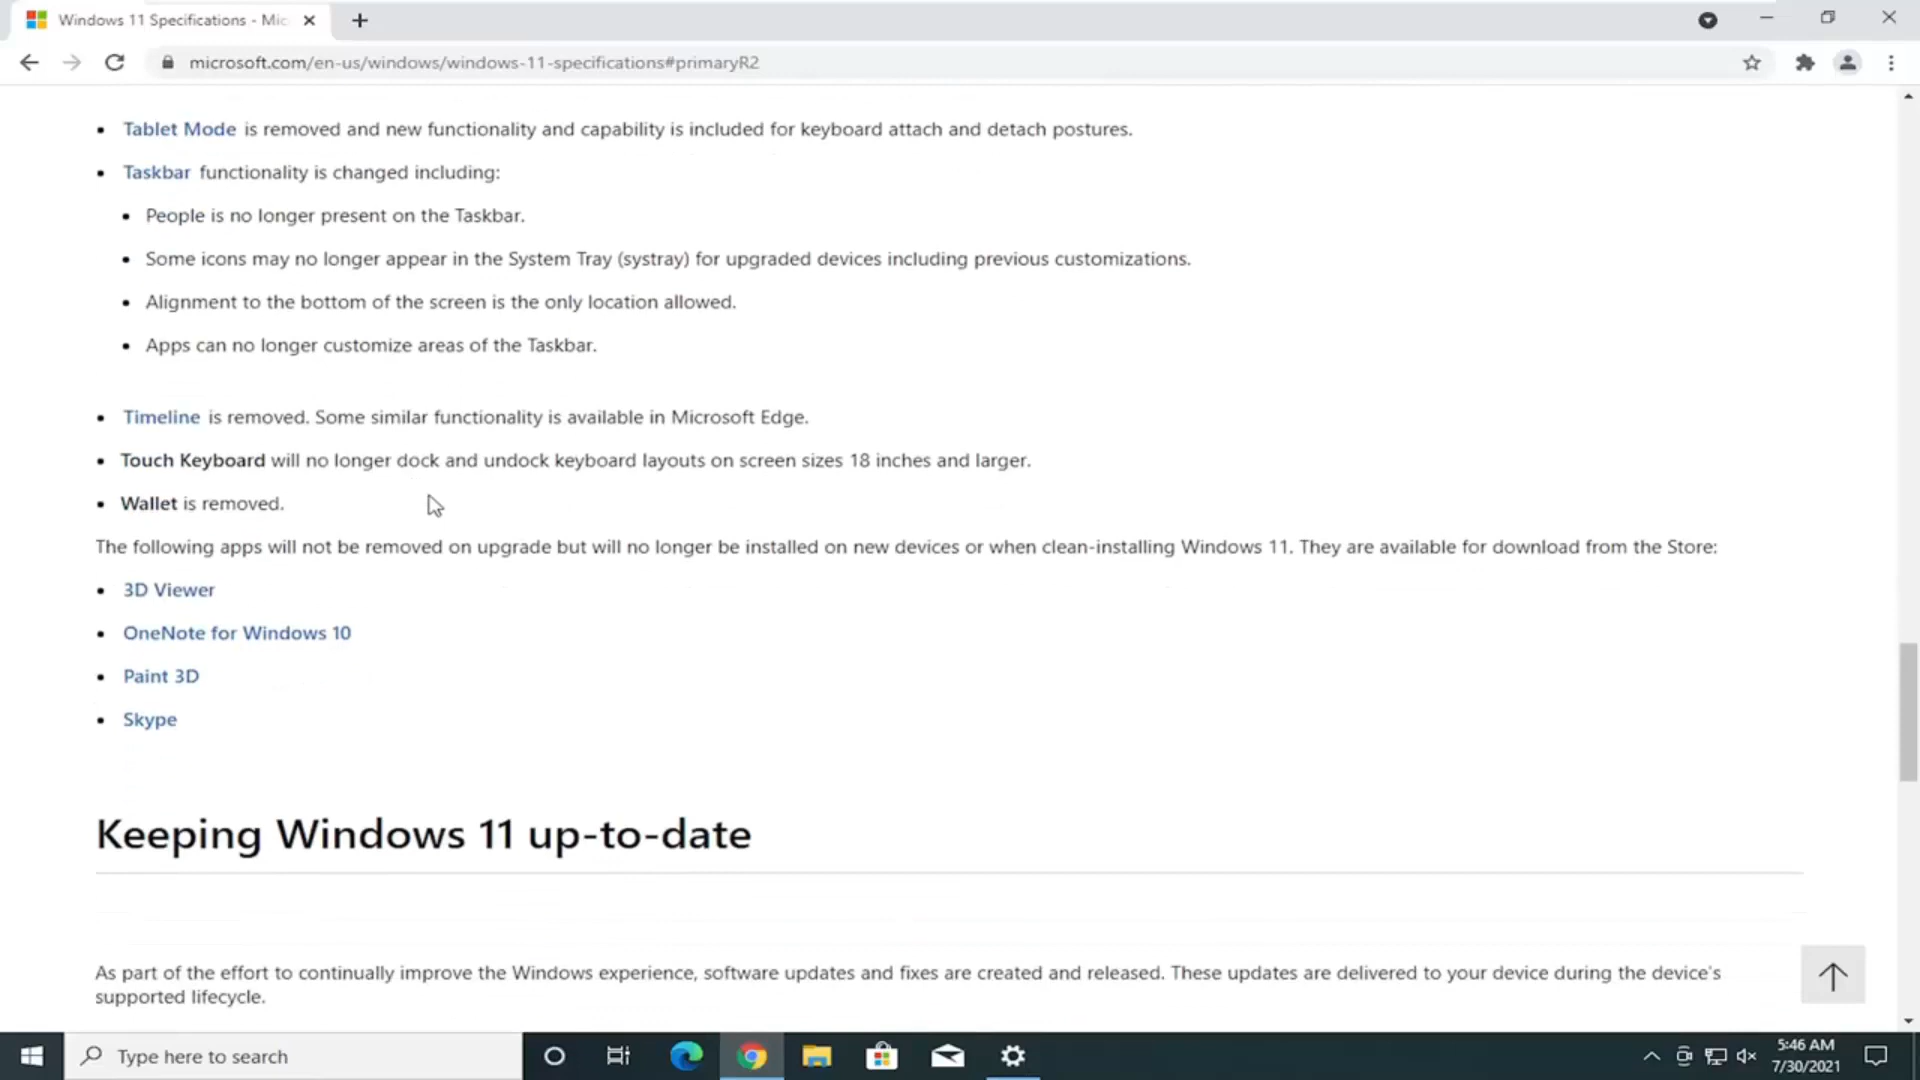 Windows 11 Specifications - Mic
microsoft.com/en-us/windows/windows-11-specifications#primaryR2
Tablet Mode is removed and new functionality and capability is included for keyboard attach and detach postures.
Taskbar functionality is changed including:
People is no longer present on the Taskbar.
Some icons may no longer appear in the System Tray (systray) for upgraded devices including previous customizations.
Alignment to the bottom of the screen is the only location allowed.
Apps can no longer customize areas of the Taskbar.
Timeline is removed. Some similar functionality is available in Microsoft Edge.
Touch Keyboard will no longer dock and undock keyboard layouts on screen sizes 18 inches and larger.
Wallet is removed.
The following apps will not be removed on upgrade but will no longer be installed on new devices or when clean-installing Windows 11. They are available for download from the Store:
3D Viewer
OneNote for Windows 10
Paint 3D
Skype
Keeping Windows 11 up-to-date
As part of the effort to continually improve the Windows experience, software updates and fixes are created and released. These updates are delivered to your device during the device's
supported lifecycle.
Type here to search
5:46 AM
7/30/2021